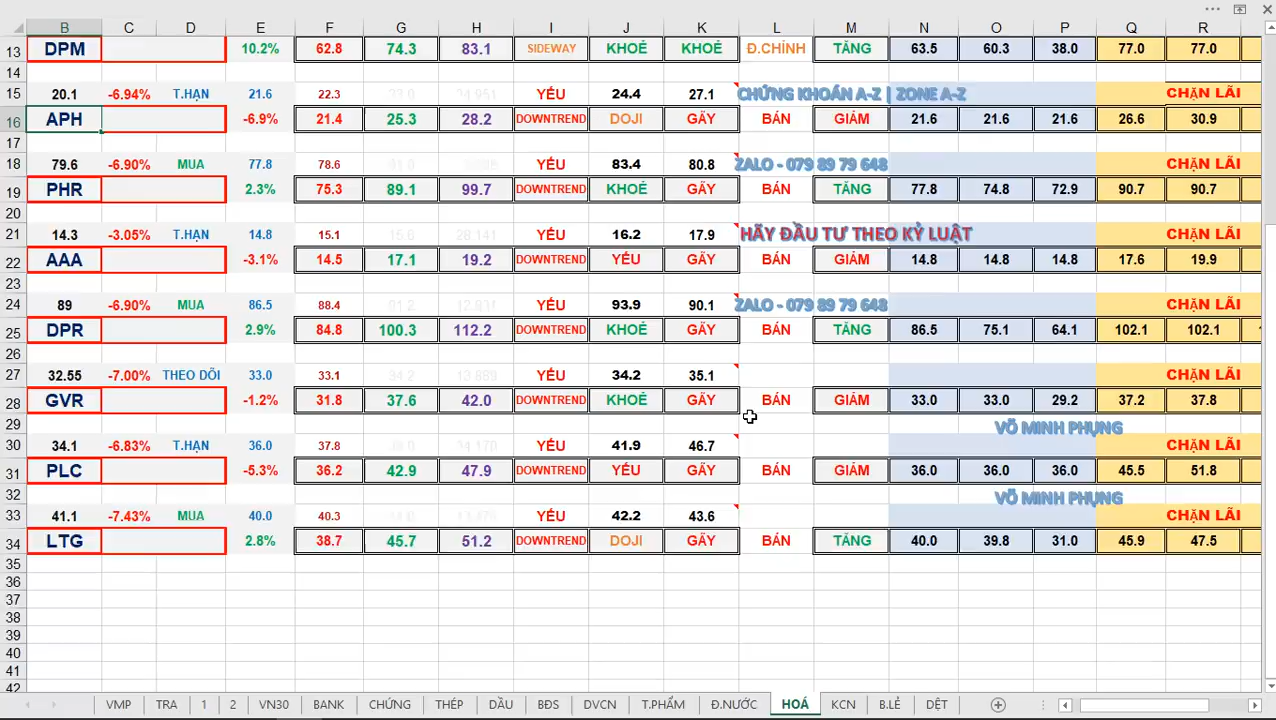 B C D E F G H I J K L M N O P Q R
13 DPM 10.2% 62.8 74.3 83.1 SIDEWAY KHOẺ KHOẺ Đ.CHỈNH TĂNG 63.5 60.3 38.0 77.0 77.0
14
15 20.1 -6.94% T.HẠN 21.6 22.3 YẾU 24.4 27.1 CHỨNG KHOÁN A-Z | ZONE A-Z CHẶN LÃI
16 APH -6.9% 21.4 25.3 28.2 DOWNTREND DOJI GÃY BÁN GIẢM 21.6 21.6 21.6 26.6 30.9
17
18 79.6 -6.90% MUA 77.8 78.6 YẾU 83.4 80.8 ZALO - 079 89 79 648 CHẶN LÃI
19 PHR 2.3% 75.3 89.1 99.7 DOWNTREND KHOẺ GÃY BÁN TĂNG 77.8 74.8 72.9 90.7 90.7
20
21 14.3 -3.05% T.HẠN 14.8 15.1 15.6 28.141 YẾU 16.2 17.9 HÃY ĐẦU TƯ THEO KỶ LUẬT CHẶN LÃI
22 AAA -3.1% 14.5 17.1 19.2 DOWNTREND YẾU GÃY BÁN GIẢM 14.8 14.8 14.8 17.6 19.9
23
24 89 -6.90% MUA 86.5 88.4 91.2 YẾU 93.9 90.1 ZALO - 079 89 79 648 CHẶN LÃI
25 DPR 2.9% 84.8 100.3 112.2 DOWNTREND KHOẺ GÃY BÁN TĂNG 86.5 75.1 64.1 102.1 102.1
26
27 32.55 -7.00% THEO DÕI 33.0 33.1 34.2 13.889 YẾU 34.2 35.1 CHẶN LÃI
28 GVR -1.2% 31.8 37.6 42.0 DOWNTREND KHOẺ GÃY BÁN GIẢM 33.0 33.0 29.2 37.2 37.8
29 VÕ MINH PHỤNG
30 34.1 -6.83% T.HẠN 36.0 37.8 34.170 YẾU 41.9 46.7 CHẶN LÃI
31 PLC -5.3% 36.2 42.9 47.9 DOWNTREND YẾU GÃY BÁN GIẢM 36.0 36.0 36.0 45.5 51.8
32 VÕ MINH PHỤNG
33 41.1 -7.43% MUA 40.0 40.3 YẾU 42.2 43.6 CHẶN LÃI
34 LTG 2.8% 38.7 45.7 51.2 DOWNTREND DOJI GÃY BÁN TĂNG 40.0 39.8 31.0 45.9 47.5
35
36
37
38
39
40
41
42
VMP TRA 1 2 VN30 BANK CHỨNG THÉP DẦU BĐS DVCN T.PHẨM Đ.NƯỚC HOÁ KCN B.LẺ DỆT